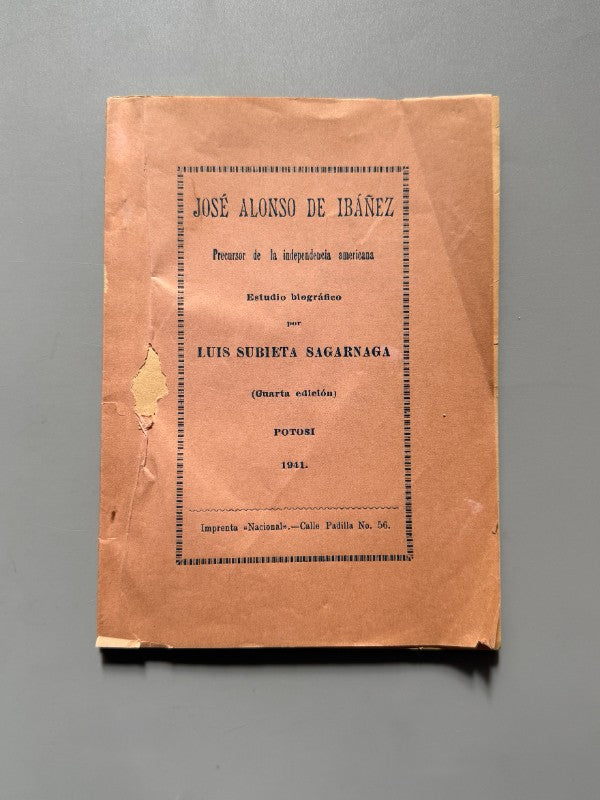 JOSÉ ALONSO DE IBÁÑEZ
Precursor de la independencia americana
Estudio biográfico
por
LUIS SUBIETA SAGARNAGA
(Cuarta edición)
POTOSI
1941.
Imprenta «Nacional».—Calle Padilla No. 56.